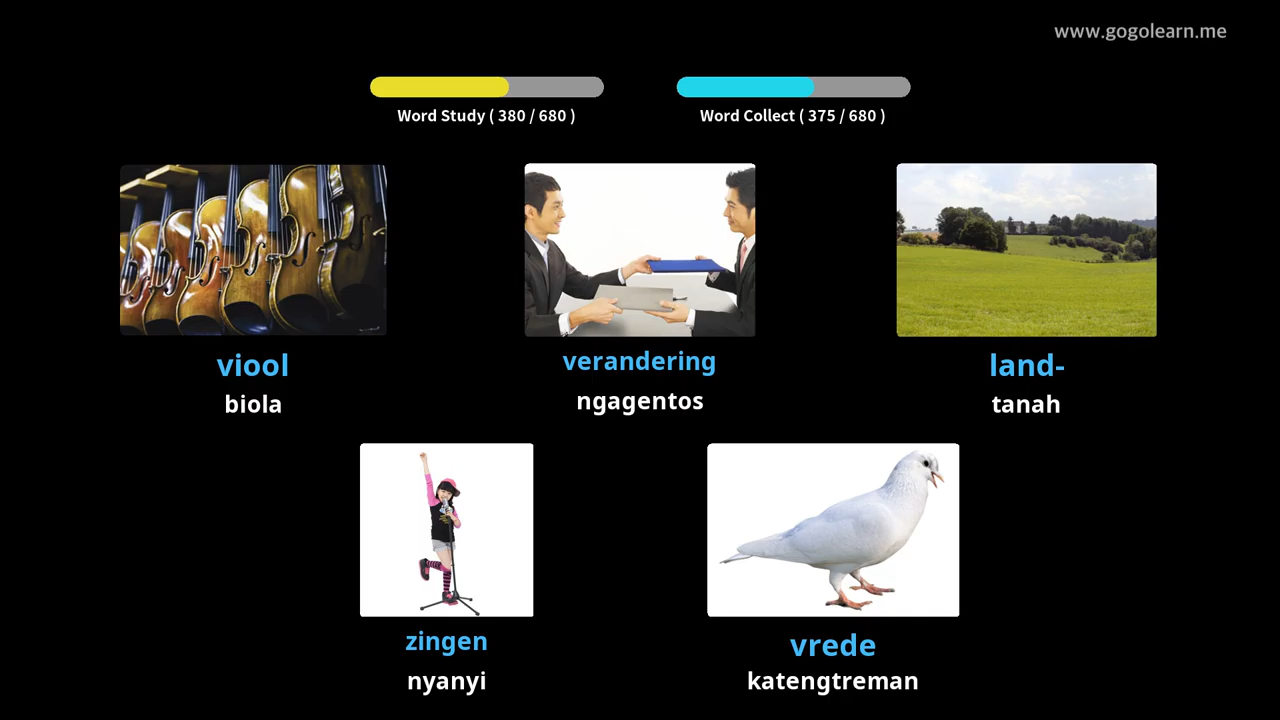 www.gogolearn.me
Word Study ( 380 / 680 )
Word Collect ( 375 / 680 )
viool
biola
verandering
ngagentos
land-
tanah
zingen
nyanyi
vrede
katengtreman